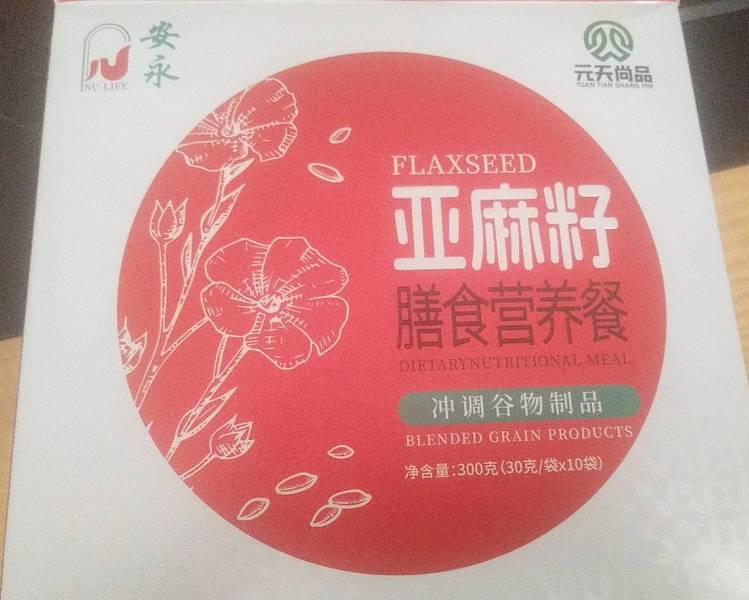 安永
NU LIFE
元天尚品
YUAN TIAN SHANG PIN
FLAXSEED
亚麻籽
膳食营养餐
DIETARYNUTRITIONAL MEAL
冲调谷物制品
BLENDED GRAIN PRODUCTS
净含量:300克(30克/袋x10袋)